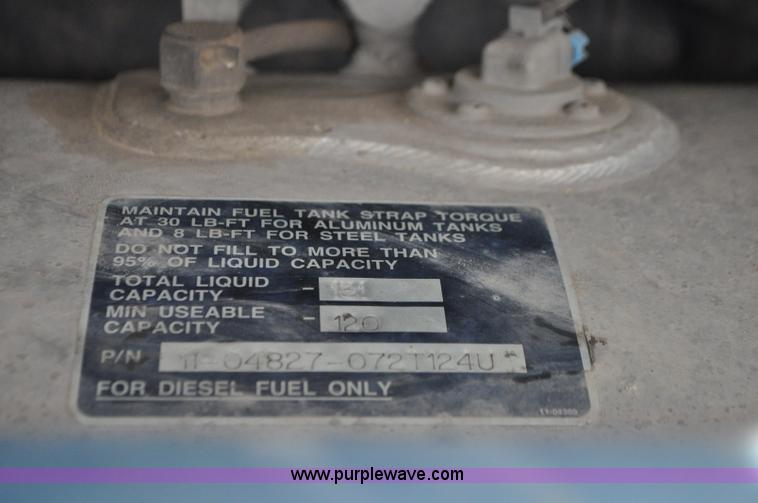 MAINTAIN FUEL TANK STRAP TORQUE
AT 30 LB-FT FOR ALUMINUM TANKS
AND 8 LB-FT FOR STEEL TANKS
DO NOT FILL TO MORE THAN
95% OF LIQUID CAPACITY
TOTAL LIQUID
CAPACITY -
MIN USEABLE
CAPACITY - 120
P/N 11-04827-072T124U
FOR DIESEL FUEL ONLY
www.purplewave.com